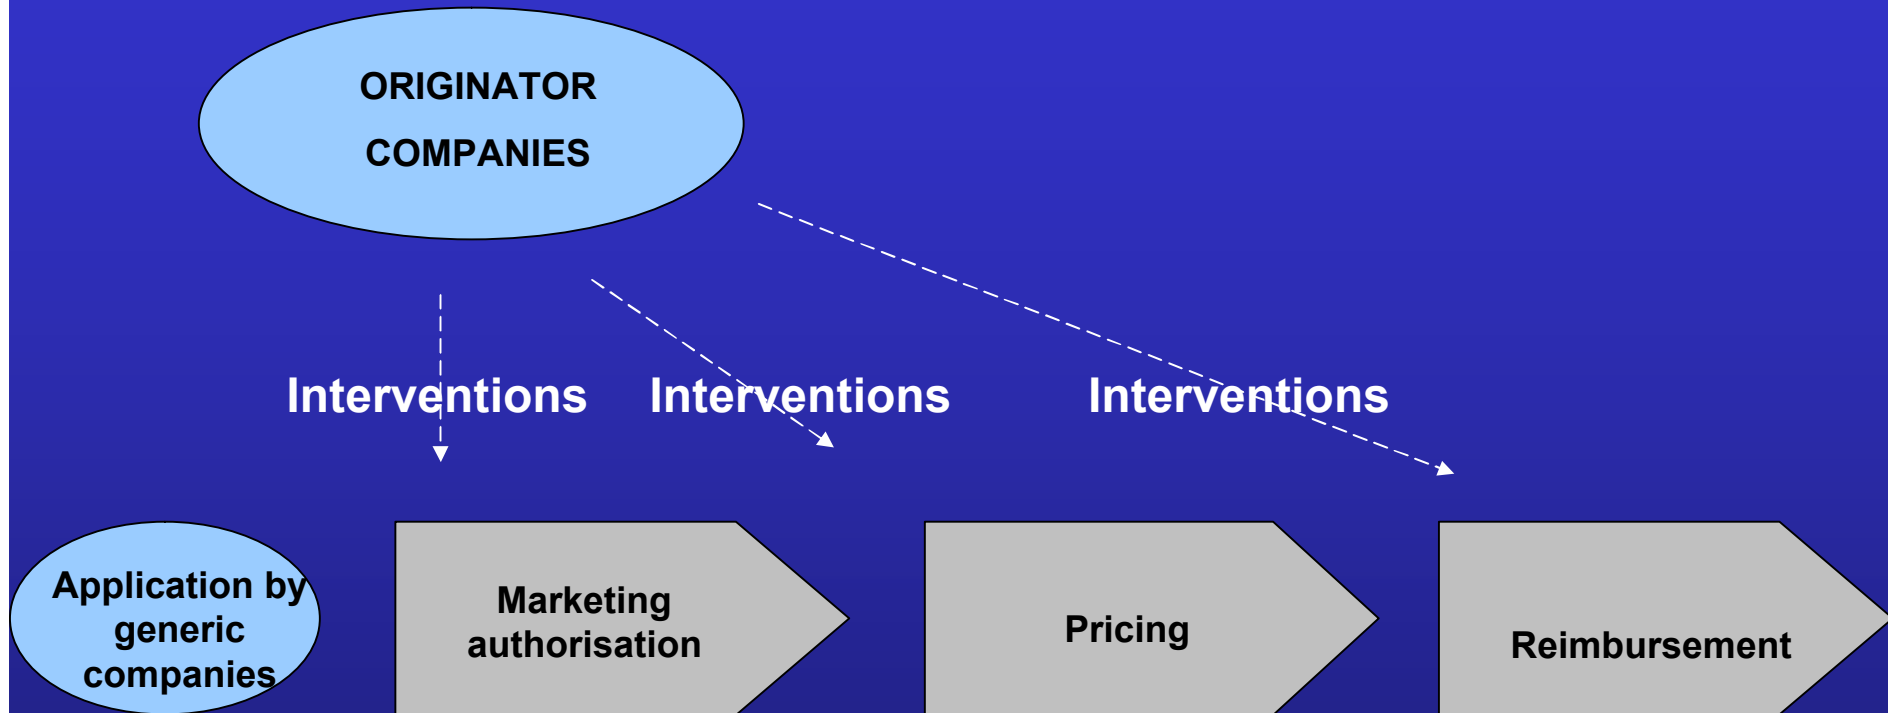 ORIGINATOR
COMPANIES
Interventions
Interventions
Interventions
Application by
generic
companies
Marketing
authorisation
Pricing
Reimbursement